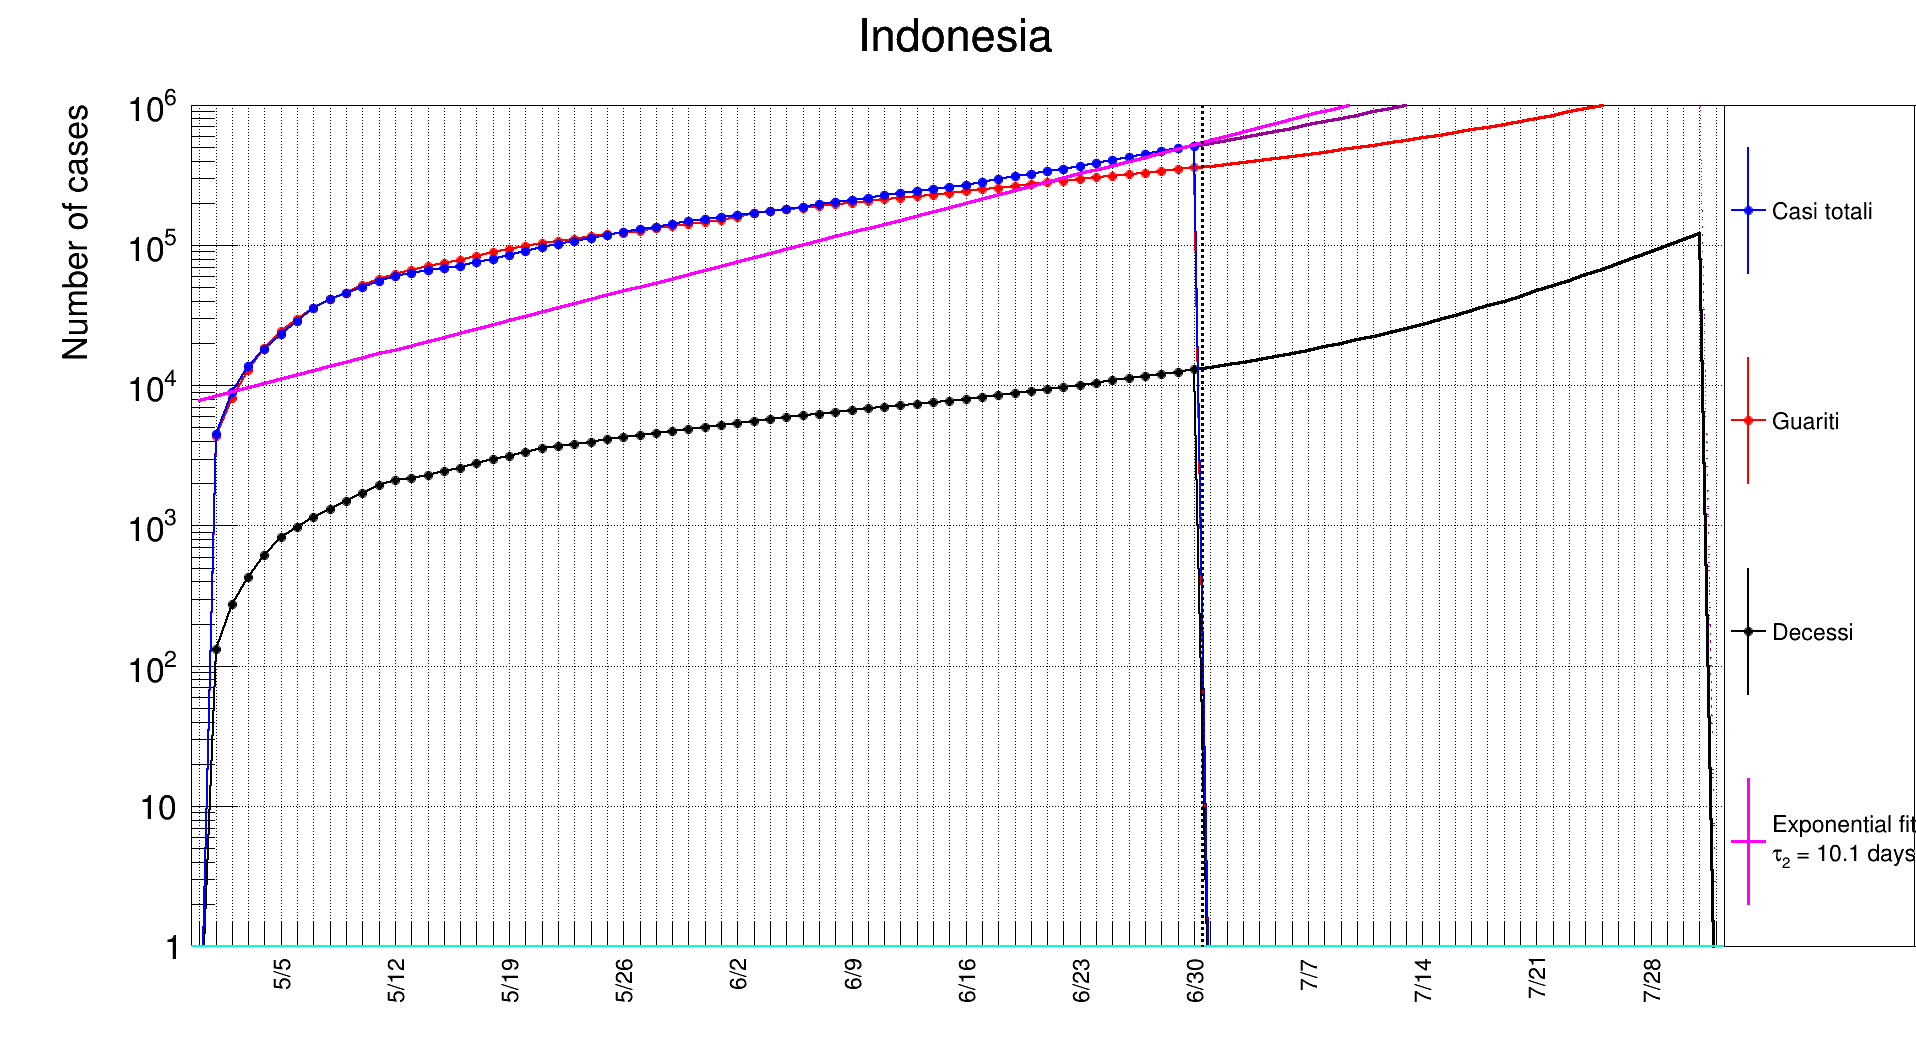 Indonesia
Number of cases
10^6
10^5
10^4
10^3
10^2
10
1
5/5
5/12
5/19
5/26
6/2
6/9
6/16
6/23
6/30
7/7
7/14
7/21
7/28
Casi totali
Guariti
Decessi
Exponential fit
τ_2 = 10.1 days